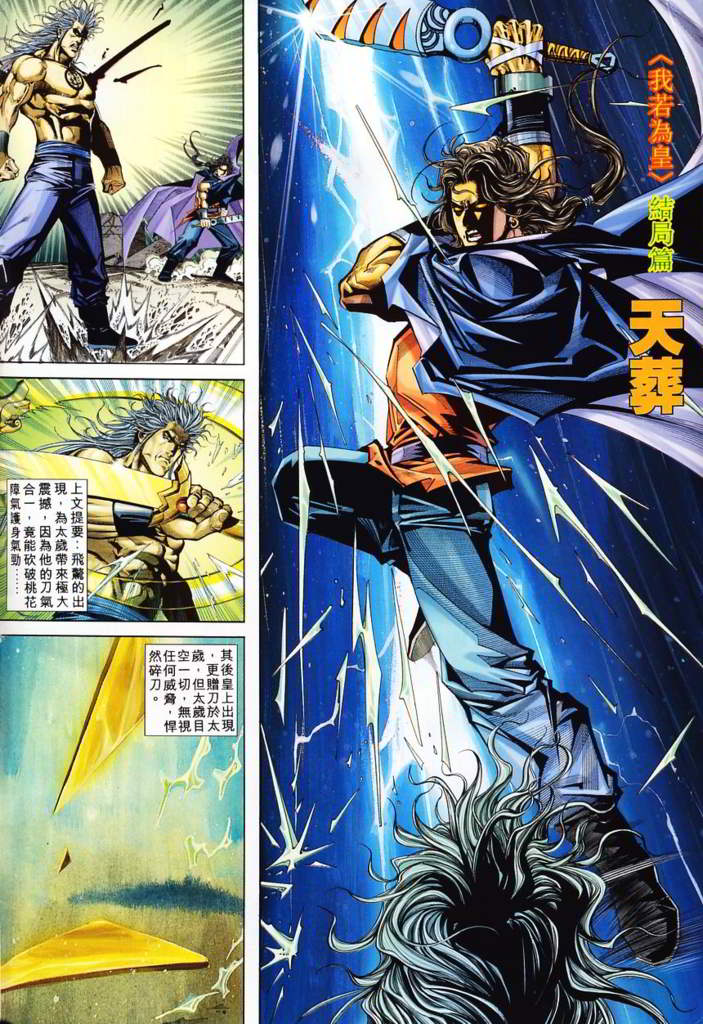 《我若為皇》結局篇
天葬
上文提要：飛驚的出
現，為太歲帶來極大
震撼，因為他的刀氣
合一，竟能砍破桃花
障氣護身氣勁……
其後皇上出現
，更贈刀於太
歲，但太歲目
空一切，無視
任何威脅，悍
然碎刀。